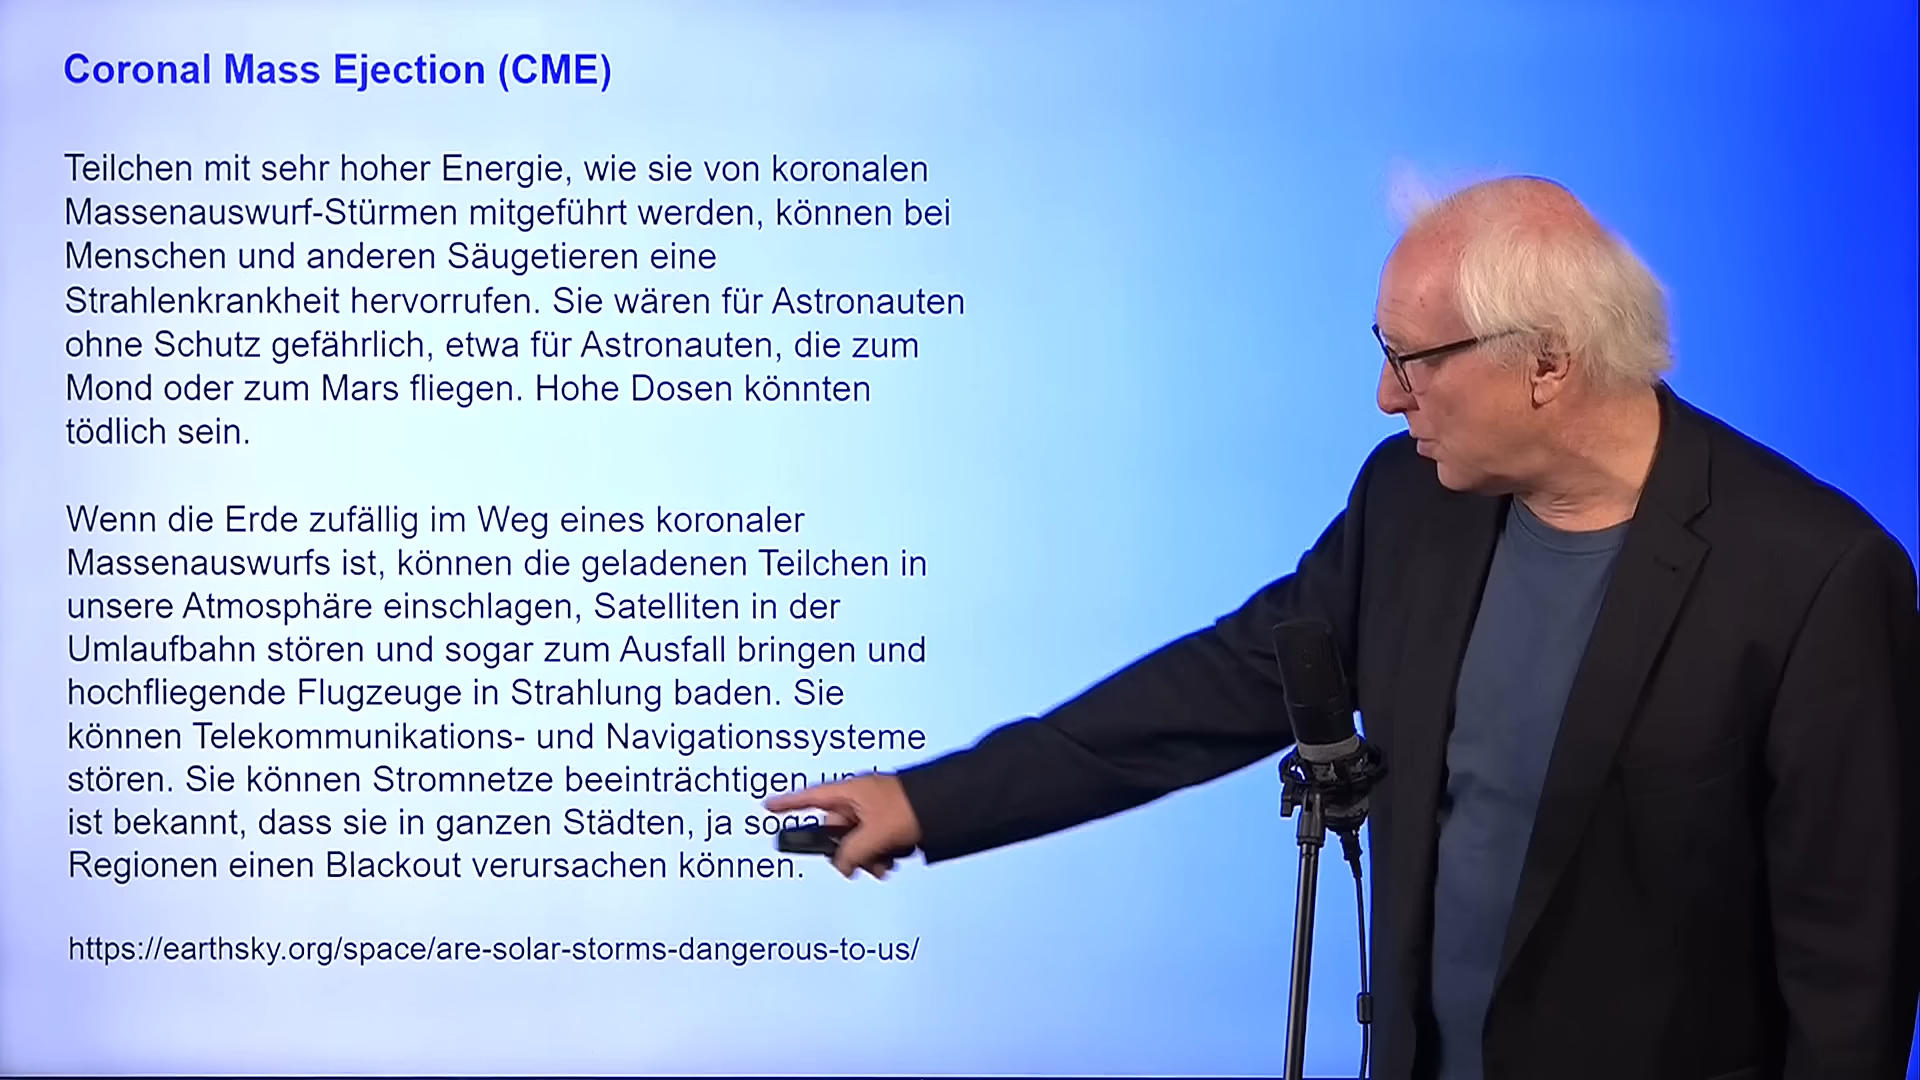 Coronal Mass Ejection (CME)
Teilchen mit sehr hoher Energie, wie sie von koronalen
Massenauswurf-Stürmen mitgeführt werden, können bei
Menschen und anderen Säugetieren eine
Strahlenkrankheit hervorrufen. Sie wären für Astronauten
ohne Schutz gefährlich, etwa für Astronauten, die zum
Mond oder zum Mars fliegen. Hohe Dosen könnten
tödlich sein.
Wenn die Erde zufällig im Weg eines koronaler
Massenauswurfs ist, können die geladenen Teilchen in
unsere Atmosphäre einschlagen, Satelliten in der
Umlaufbahn stören und sogar zum Ausfall bringen und
hochfliegende Flugzeuge in Strahlung baden. Sie
können Telekommunikations- und Navigationssysteme
stören. Sie können Stromnetze beeinträchtigen
ist bekannt, dass sie in ganzen Städten, ja
Regionen einen Blackout verursachen können.
https://earthsky.org/space/are-solar-storms-dangerous-to-us/